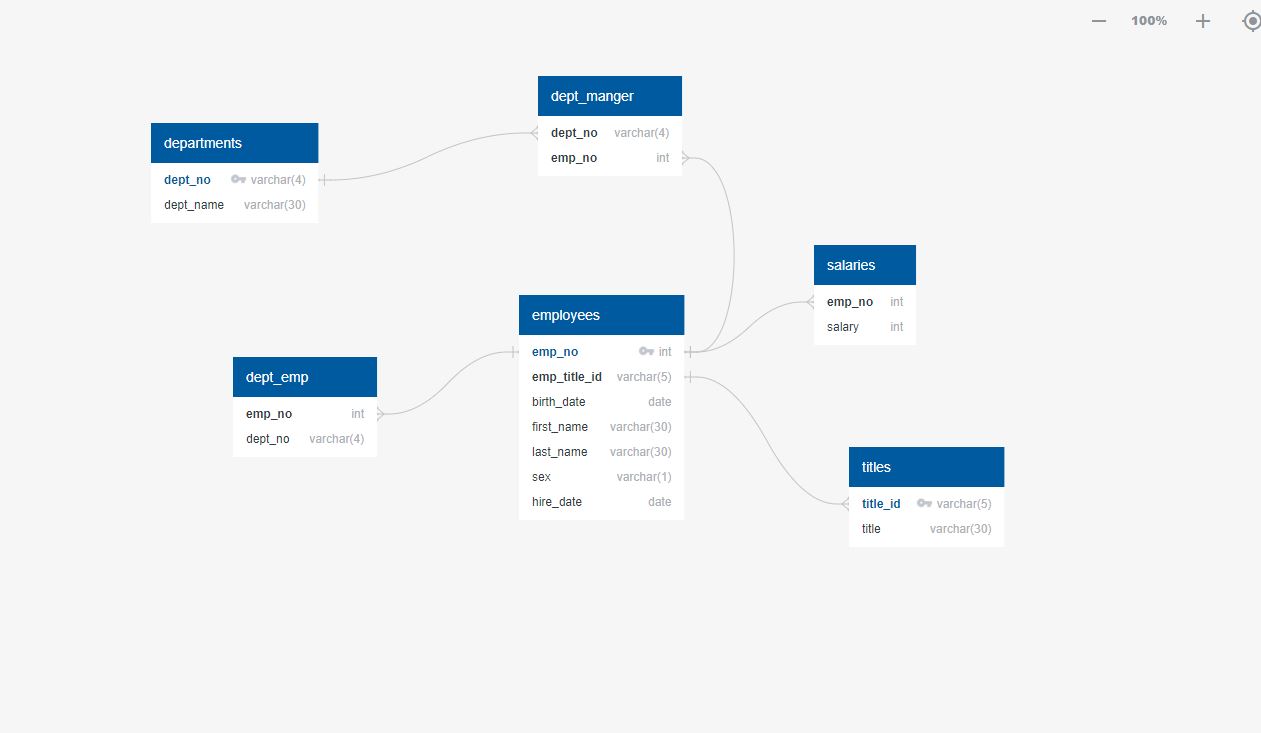 100%
dept_manger
dept_no varchar(4)
emp_no int
departments
dept_no varchar(4)
dept_name varchar(30)
salaries
emp_no int
salary int
employees
emp_no int
emp_title_id varchar(5)
birth_date date
first_name varchar(30)
last_name varchar(30)
sex varchar(1)
hire_date date
dept_emp
emp_no int
dept_no varchar(4)
titles
title_id varchar(5)
title varchar(30)